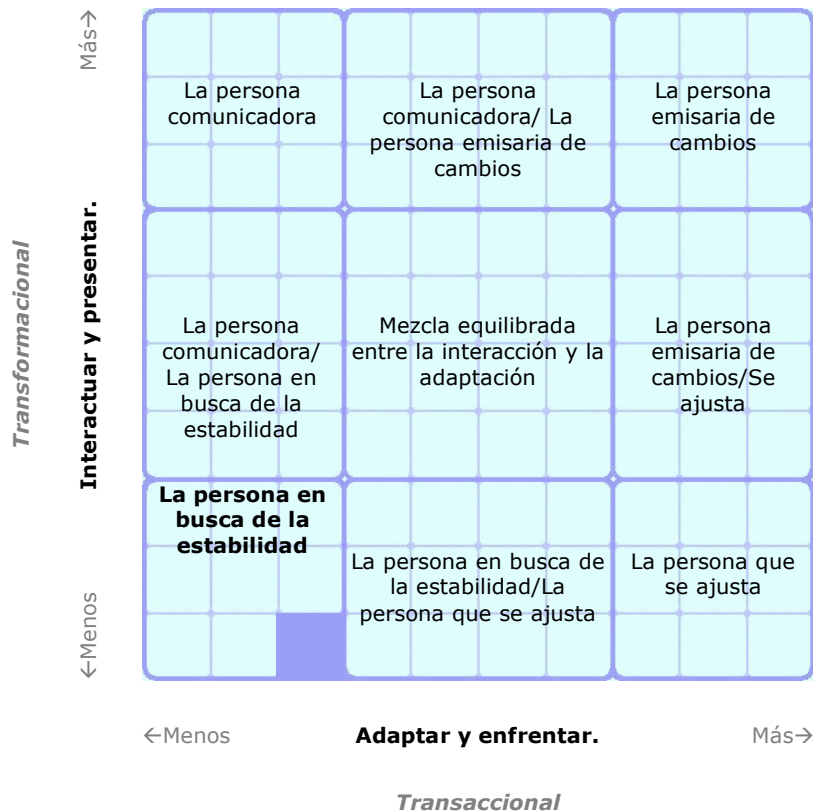 Más→
La persona
comunicadora
La persona
comunicadora/ La
persona emisaria de
cambios
La persona
emisaria de
cambios
Transformacional
Interactuar y presentar.
La persona
comunicadora/
La persona en
busca de la
estabilidad
Mezcla equilibrada
entre la interacción y la
adaptación
La persona
emisaria de
cambios/Se
ajusta
La persona en
busca de la
estabilidad
La persona en busca de
la estabilidad/La
persona que se ajusta
La persona que
se ajusta
←Menos
←Menos
Adaptar y enfrentar.
Más→
Transaccional